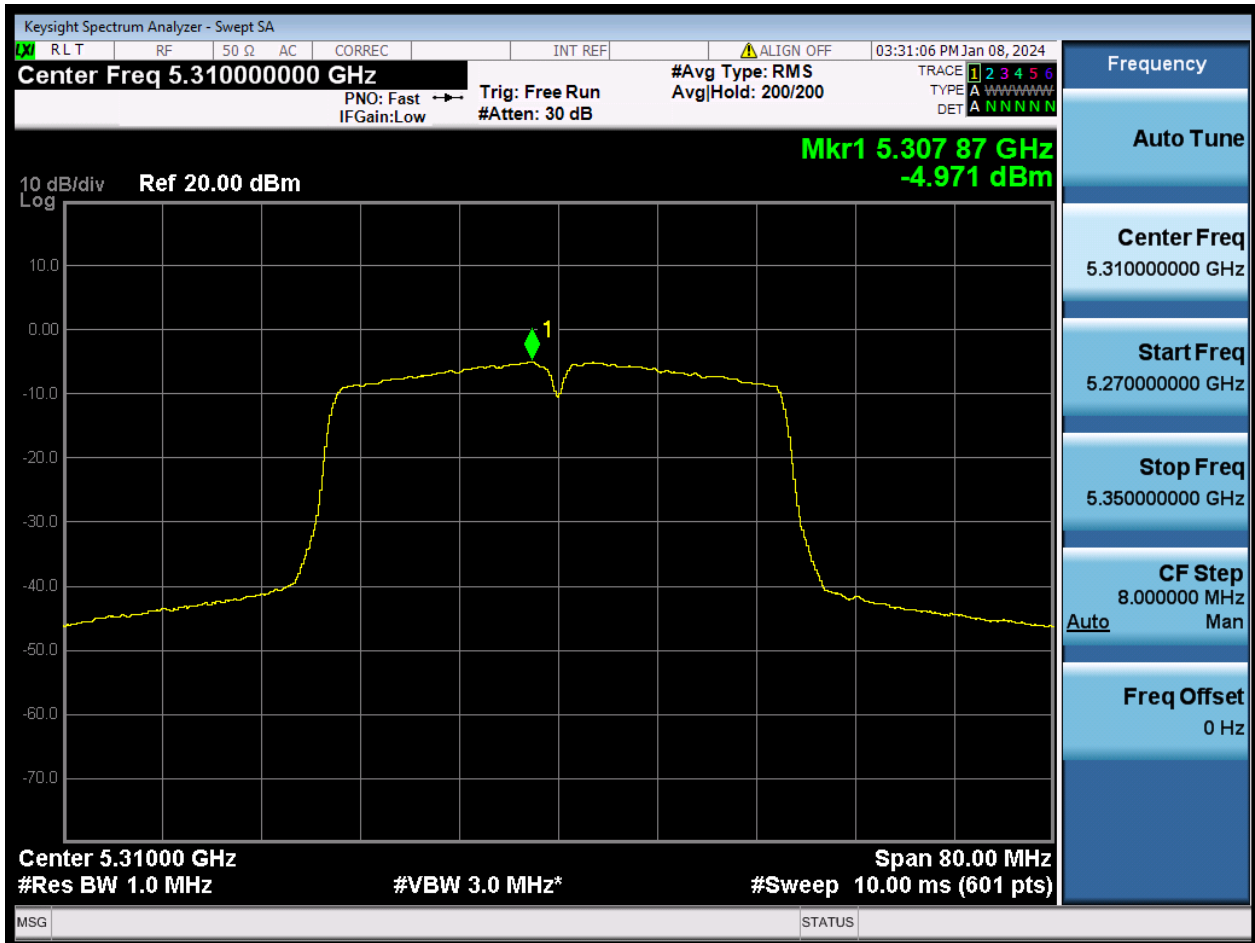 Keysight Spectrum Analyzer - Swept SA
LXI RLT RF 50 Ω AC CORREC INT REF ALIGN OFF 03:31:06 PM Jan 08, 2024
Center Freq 5.310000000 GHz #Avg Type: RMS TRACE 1 2 3 4 5 6
PNO: Fast Trig: Free Run Avg|Hold: 200/200 TYPE A WWWWW
IFGain:Low #Atten: 30 dB DET A N N N N N
Mkr1 5.307 87 GHz
-4.971 dBm
10 dB/div Ref 20.00 dBm
Log
10.0
0.00
-10.0
-20.0
-30.0
-40.0
-50.0
-60.0
-70.0
1
Center 5.31000 GHz Span 80.00 MHz
#Res BW 1.0 MHz #VBW 3.0 MHz* #Sweep 10.00 ms (601 pts)
MSG STATUS
Frequency
Auto Tune
Center Freq
5.310000000 GHz
Start Freq
5.270000000 GHz
Stop Freq
5.350000000 GHz
CF Step
8.000000 MHz
Auto Man
Freq Offset
0 Hz